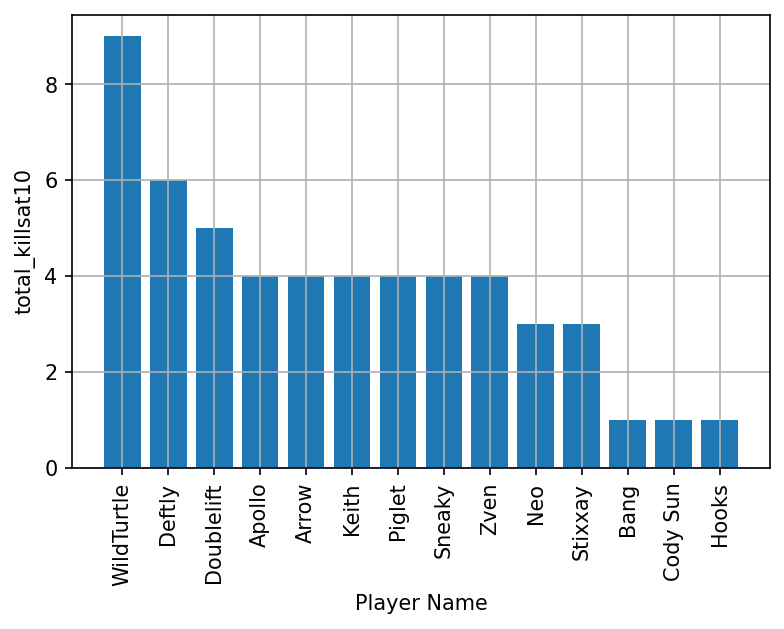 total_killsat10
8
6
4
2
0
WildTurtle
Deftly
Doublelift
Apollo
Arrow
Keith
Piglet
Sneaky
Zven
Neo
Stixxay
Bang
Cody Sun
Hooks
Player Name